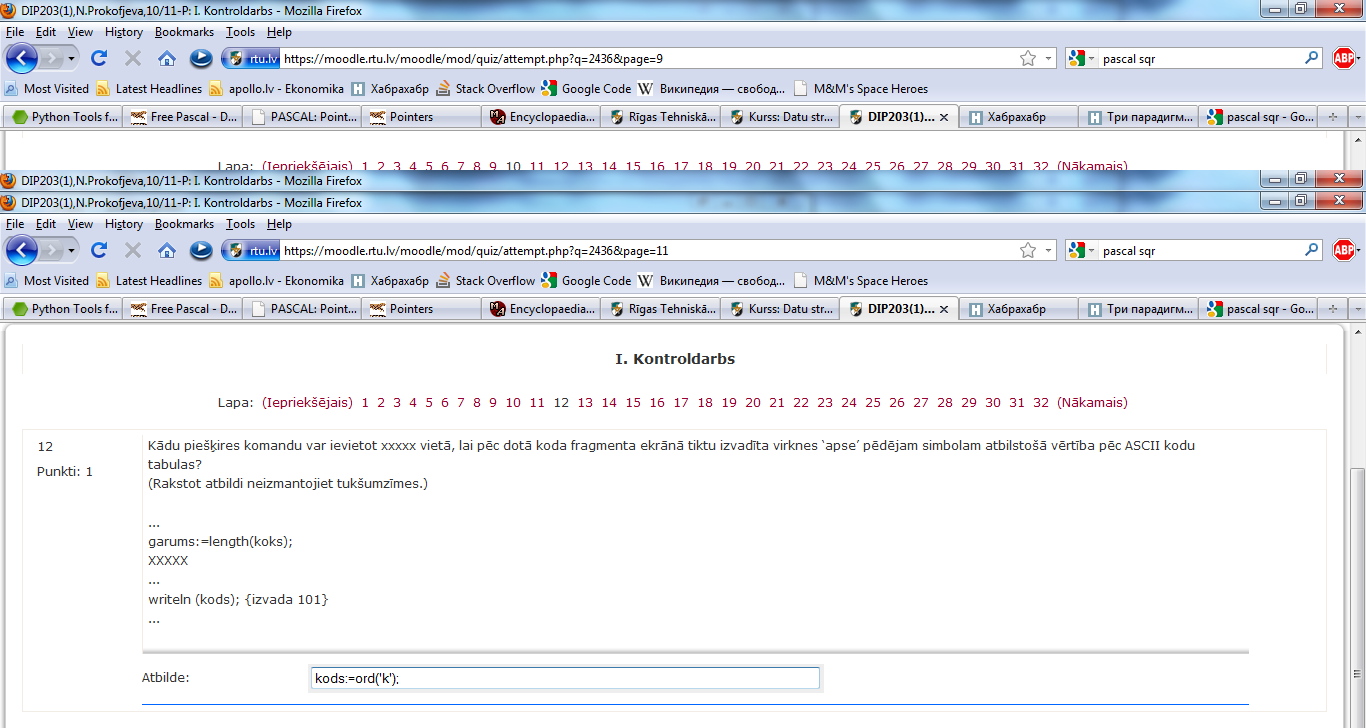 DIP203(1),N.Prokofjeva,10/11-P: I. Kontroldarbs - Mozilla Firefox
File Edit View History Bookmarks Tools Help
rtu.lv https://moodle.rtu.lv/moodle/mod/quiz/attempt.php?q=2436&page=9 pascal sqr ABP
Most Visited Latest Headlines apollo.lv - Ekonomika Хабрахабр Stack Overflow Google Code W Википедия — свобод... M&M's Space Heroes
Python Tools f... Free Pascal - D... PASCAL: Point... Pointers Encyclopaedia... Rīgas Tehniskā... Kurss: Datu str... DIP203(1)... Хабрахабр Три парадигм... pascal sqr - Go...
Lapa: (Iepriekšējais) 1 2 3 4 5 6 7 8 9 10 11 12 13 14 15 16 17 18 19 20 21 22 23 24 25 26 27 28 29 30 31 32 (Nākamais)
DIP203(1),N.Prokofjeva,10/11-P: I. Kontroldarbs - Mozilla Firefox
DIP203(1),N.Prokofjeva,10/11-P: I. Kontroldarbs - Mozilla Firefox
File Edit View History Bookmarks Tools Help
rtu.lv https://moodle.rtu.lv/moodle/mod/quiz/attempt.php?q=2436&page=11 pascal sqr ABP
Most Visited Latest Headlines apollo.lv - Ekonomika Хабрахабр Stack Overflow Google Code W Википедия — свобод... M&M's Space Heroes
Python Tools f... Free Pascal - D... PASCAL: Point... Pointers Encyclopaedia... Rīgas Tehniskā... Kurss: Datu str... DIP203(1)... Хабрахабр Три парадигм... pascal sqr - Go...
I. Kontroldarbs
Lapa: (Iepriekšējais) 1 2 3 4 5 6 7 8 9 10 11 12 13 14 15 16 17 18 19 20 21 22 23 24 25 26 27 28 29 30 31 32 (Nākamais)
12
Punkti: 1
Kādu piešķires komandu var ievietot xxxxx vietā, lai pēc dotā koda fragmenta ekrānā tiktu izvadīta virknes ‘apse’ pēdējam simbolam atbilstošā vērtība pēc ASCII kodu
tabulas?
(Rakstot atbildi neizmantojiet tukšumzīmes.)
...
garums:=length(koks);
XXXXX
...
writeln (kods); {izvada 101}
...
Atbilde: kods:=ord('k');